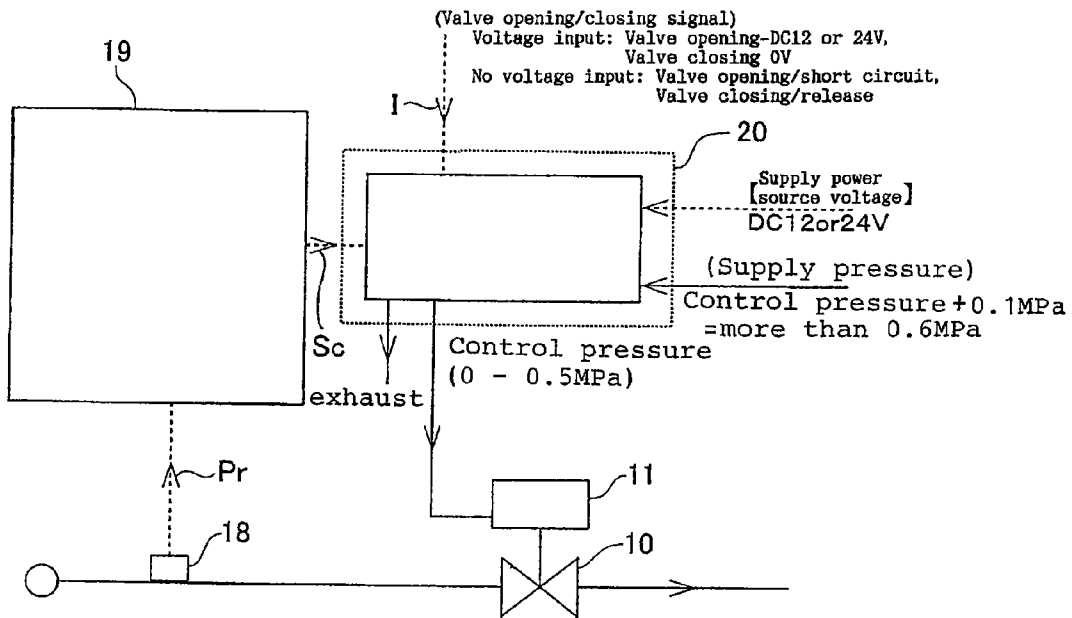 (Valve opening/closing signal)
Voltage input: Valve opening-DC12 or 24V,
Valve closing 0V
No voltage input: Valve opening/short circuit,
Valve closing/release
19
I
20
[Supply power
source voltage]
DC12or24V
(Supply pressure)
Control pressure+0.1MPa
=more than 0.6MPa
Sc
Control pressure
(0 - 0.5MPa)
exhaust
Pr
11
18
10